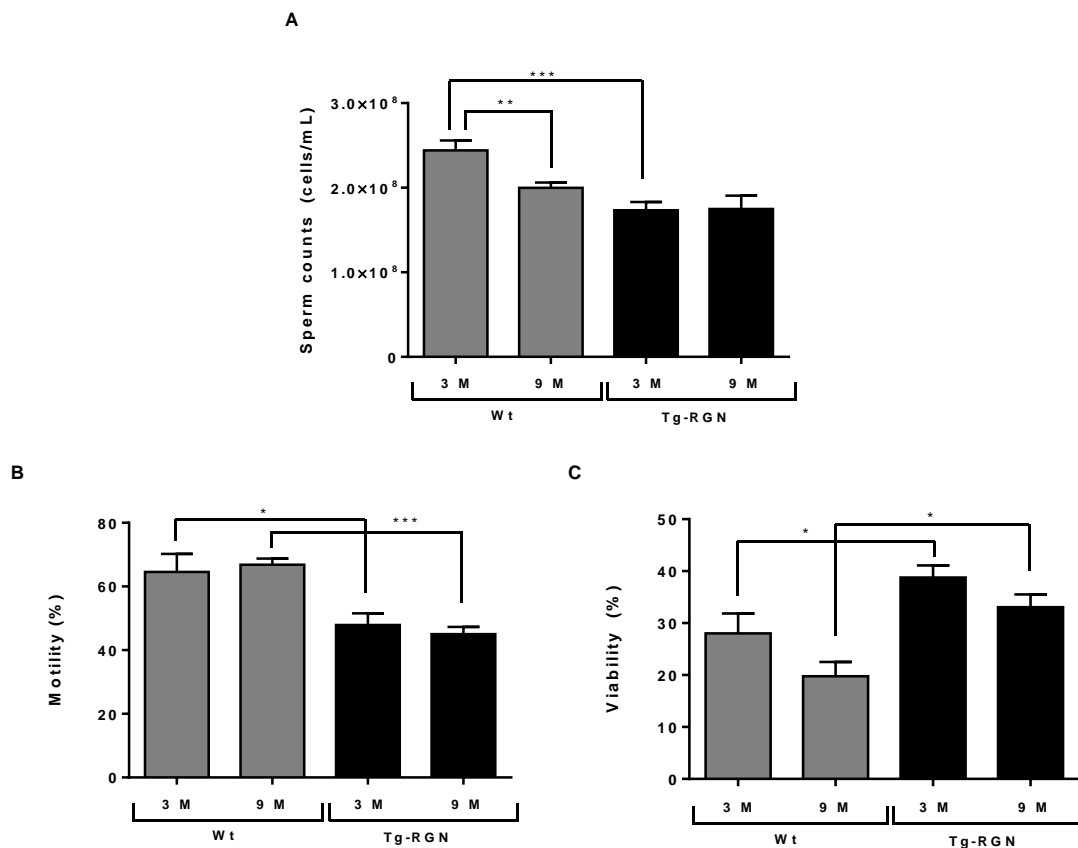 A
***
**
Sperm counts (cells/mL)
3.0×10⁸
2.0×10⁸
1.0×10⁸
0
3 M 9 M 3 M 9 M
Wt Tg-RGN
B
*
***
Motility (%)
80
60
40
20
0
3 M 9 M 3 M 9 M
Wt Tg-RGN
C
*
*
Viability (%)
50
40
30
20
10
0
3 M 9 M 3 M 9 M
Wt Tg-RGN